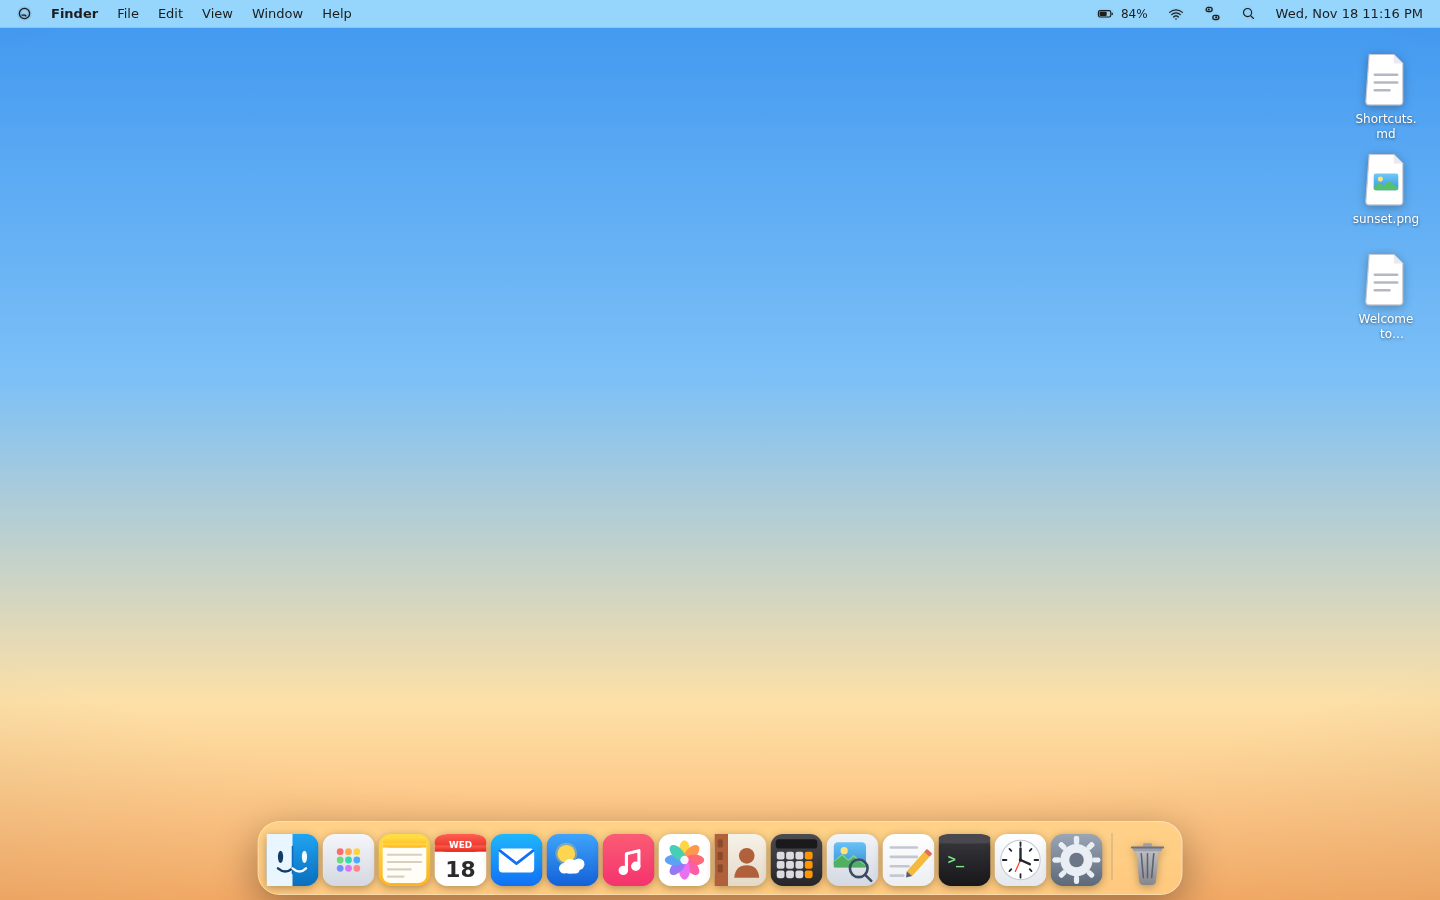 Finder File Edit View Window Help 84% Wed, Nov 18 11:16 PM
Shortcuts.
md
sunset.png
Welcome
to...
WED
18
>_